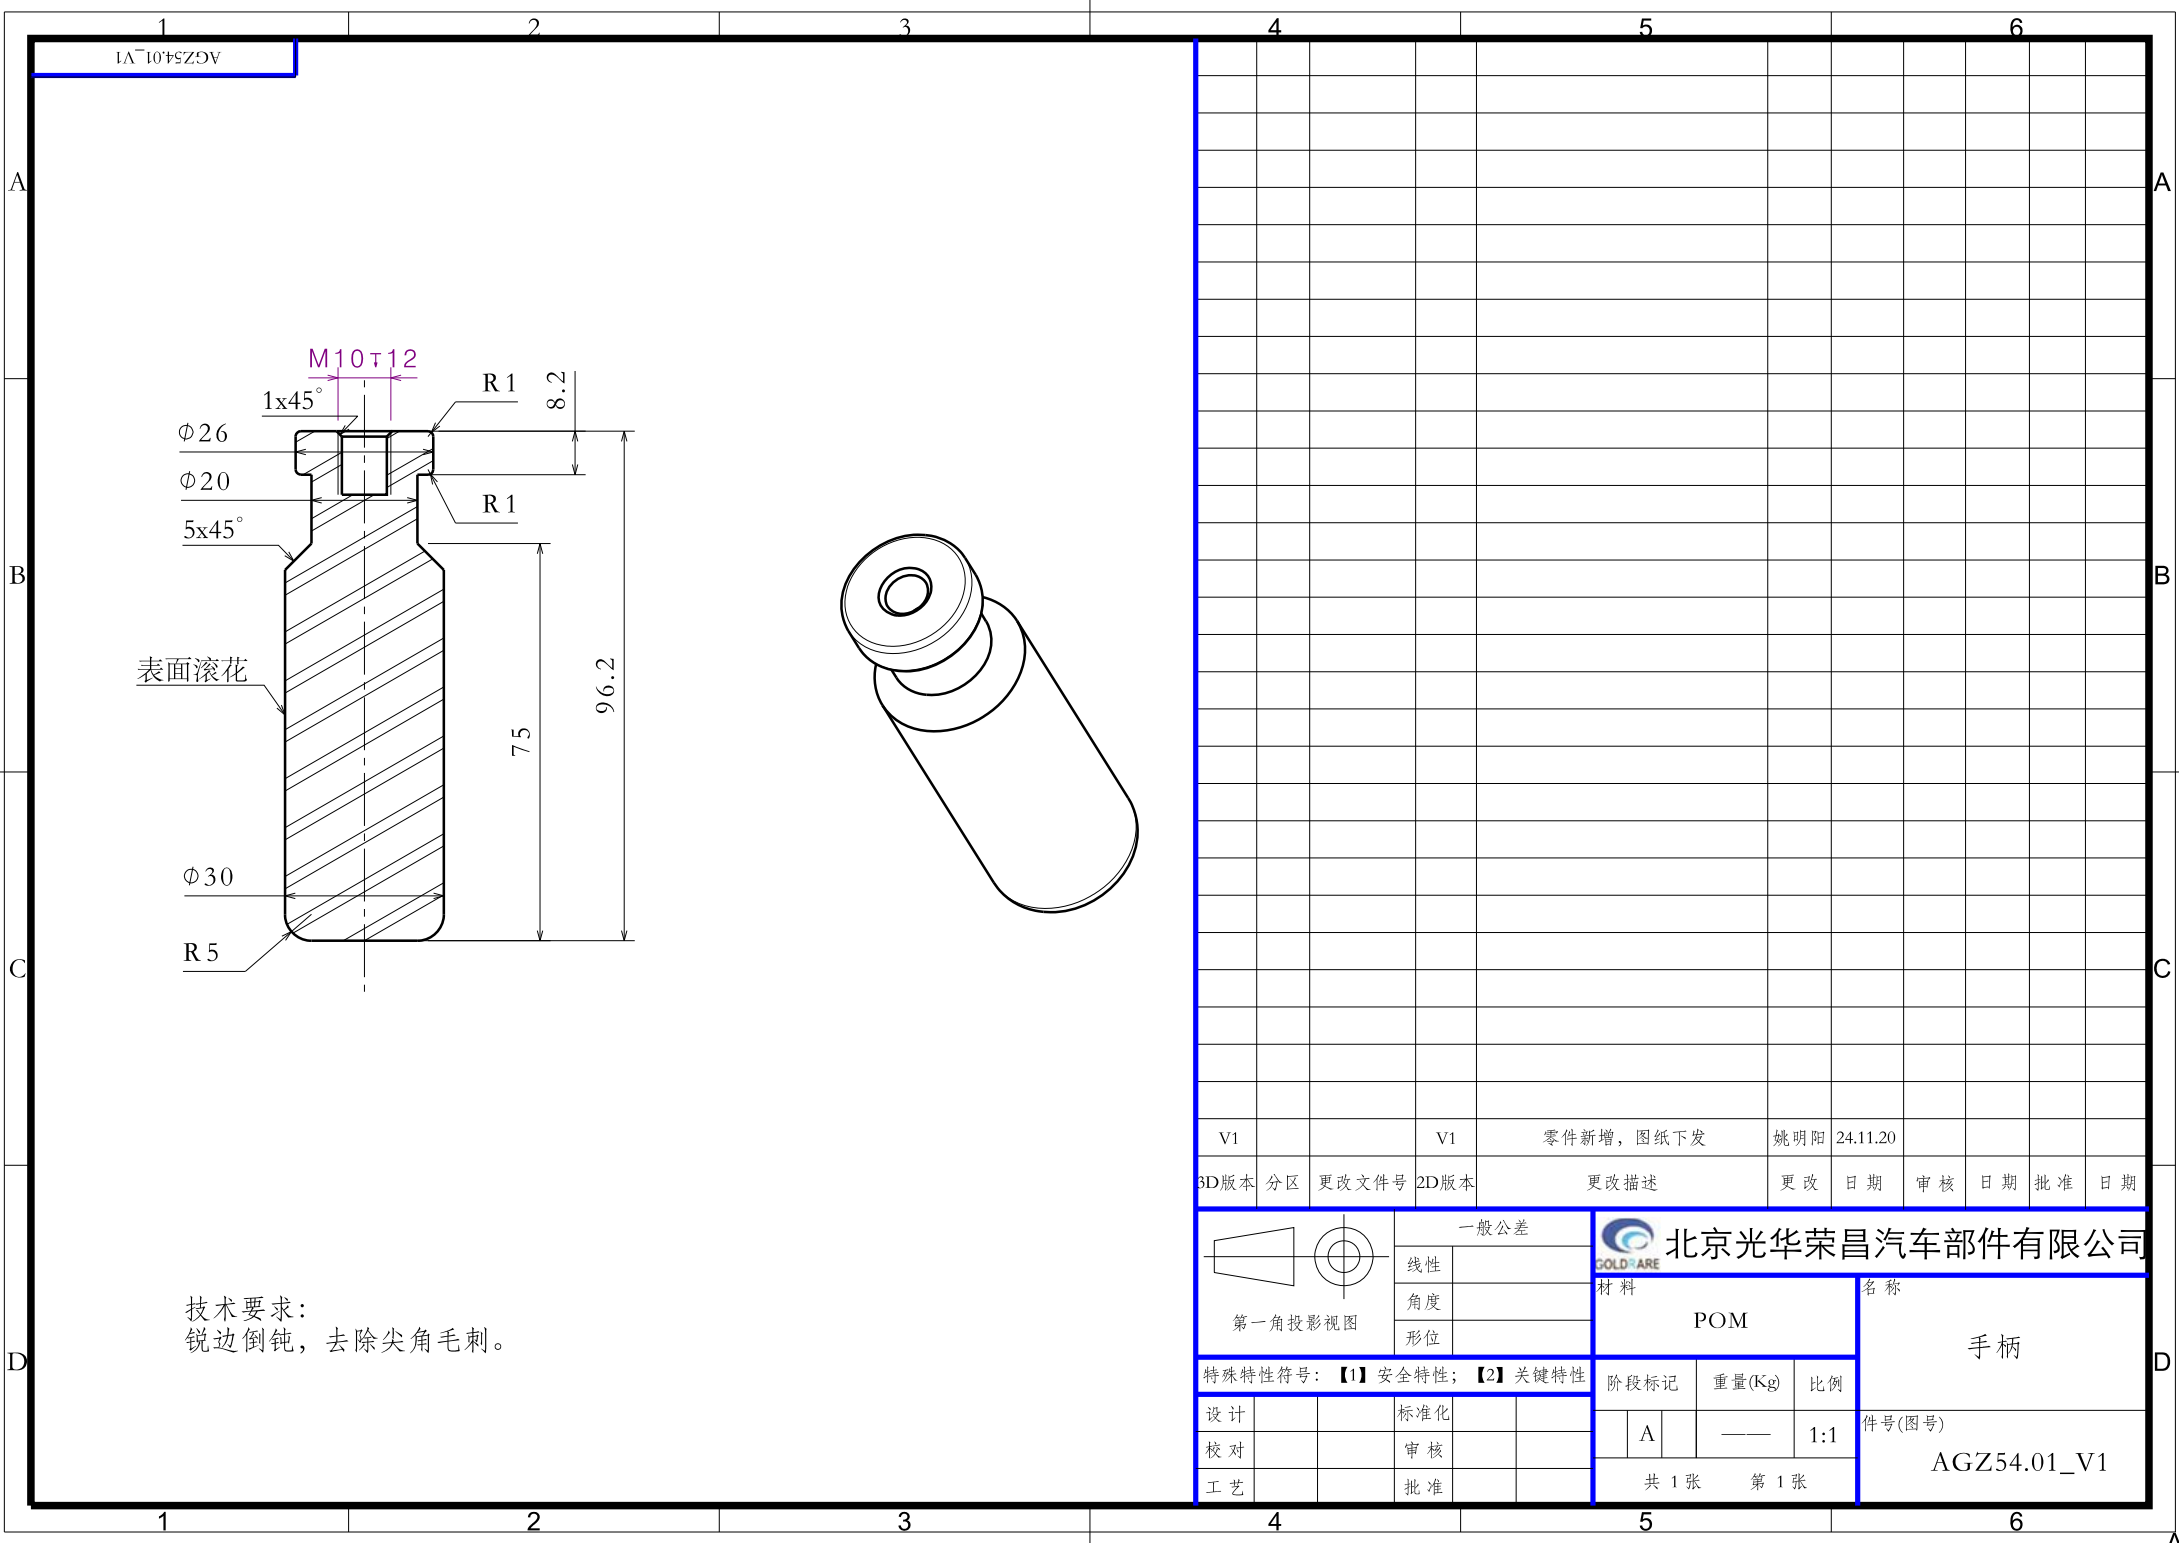 1 2 3 4 5 6
AGZ54.01_V1
A A
M10↧12
1x45°
R1
8.2
Φ26
Φ20
R1
5x45°
B B
表面滚花
96.2
75
Φ30
R5
C C
V1 V1 零件新增，图纸下发 姚明阳 24.11.20
3D版本 分区 更改文件号 2D版本 更改描述 更改 日期 审核 日期 批准 日期
技术要求：
锐边倒钝，去除尖角毛刺。
D D
第一角投影视图
一般公差
线性
角度
形位
GOLDRARE
北京光华荣昌汽车部件有限公司
材料
POM
名称
手柄
特殊特性符号：【1】安全特性；【2】关键特性
阶段标记 重量(Kg) 比例
A —— 1:1
共 1 张 第 1 张
件号(图号)
AGZ54.01_V1
设计 标准化
校对 审核
工艺 批准
1 2 3 4 5 6